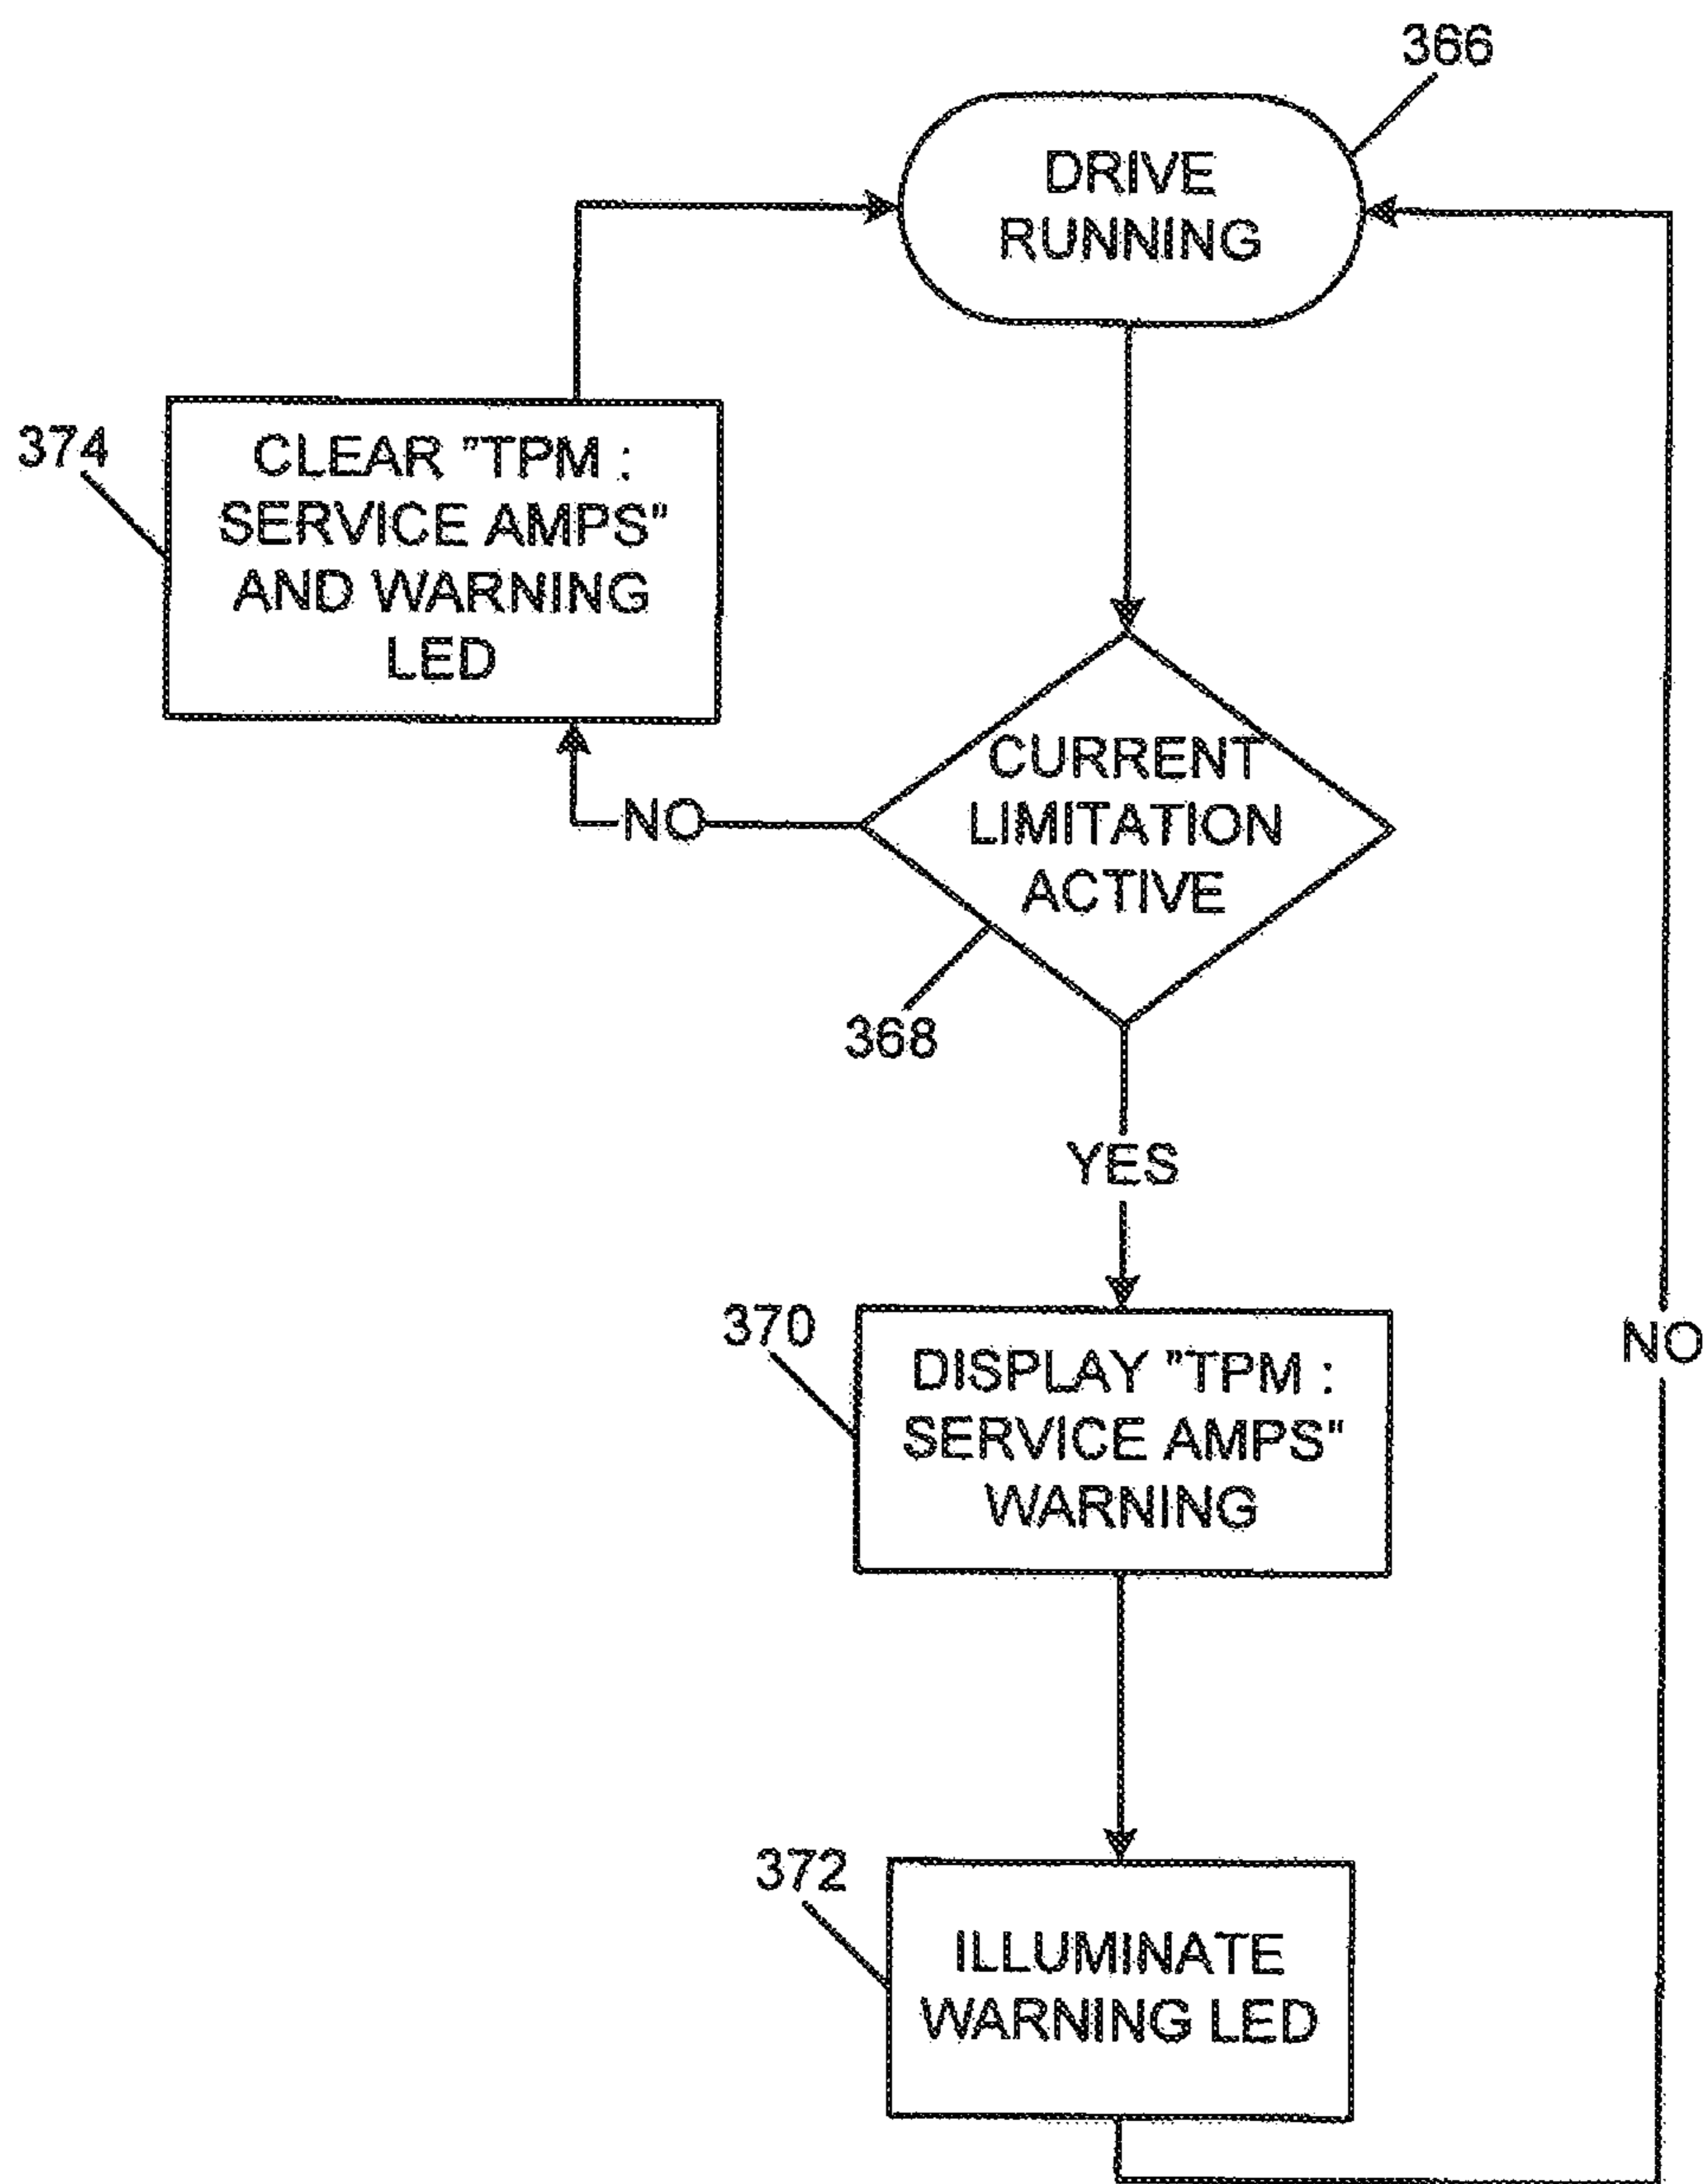 366
DRIVE
RUNNING
374
CLEAR "TPM :
SERVICE AMPS"
AND WARNING
LED
CURRENT
LIMITATION
ACTIVE
NO
368
YES
370
DISPLAY "TPM :
SERVICE AMPS"
WARNING
NO
372
ILLUMINATE
WARNING LED